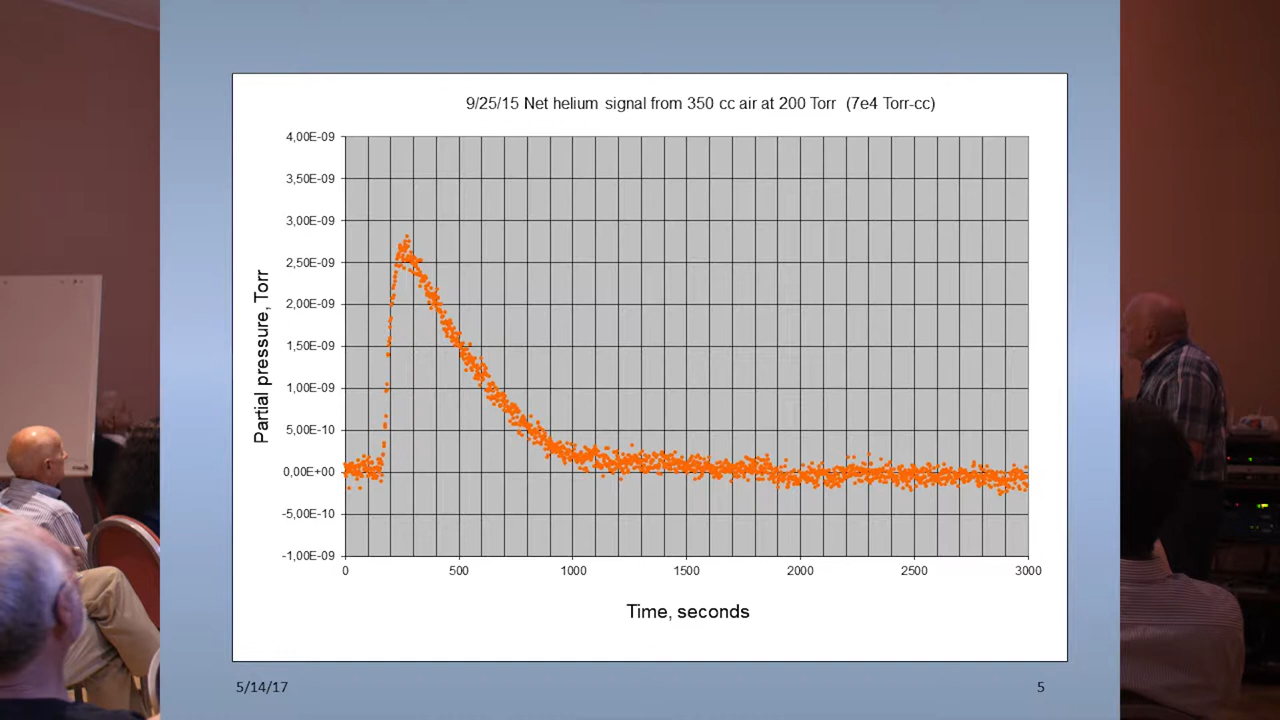 9/25/15 Net helium signal from 350 cc air at 200 Torr (7e4 Torr-cc)
4,00E-09
3,50E-09
3,00E-09
2,50E-09
2,00E-09
1,50E-09
1,00E-09
5,00E-10
0,00E+00
-5,00E-10
-1,00E-09
Partial pressure, Torr
0 500 1000 1500 2000 2500 3000
Time, seconds
5/14/17 5